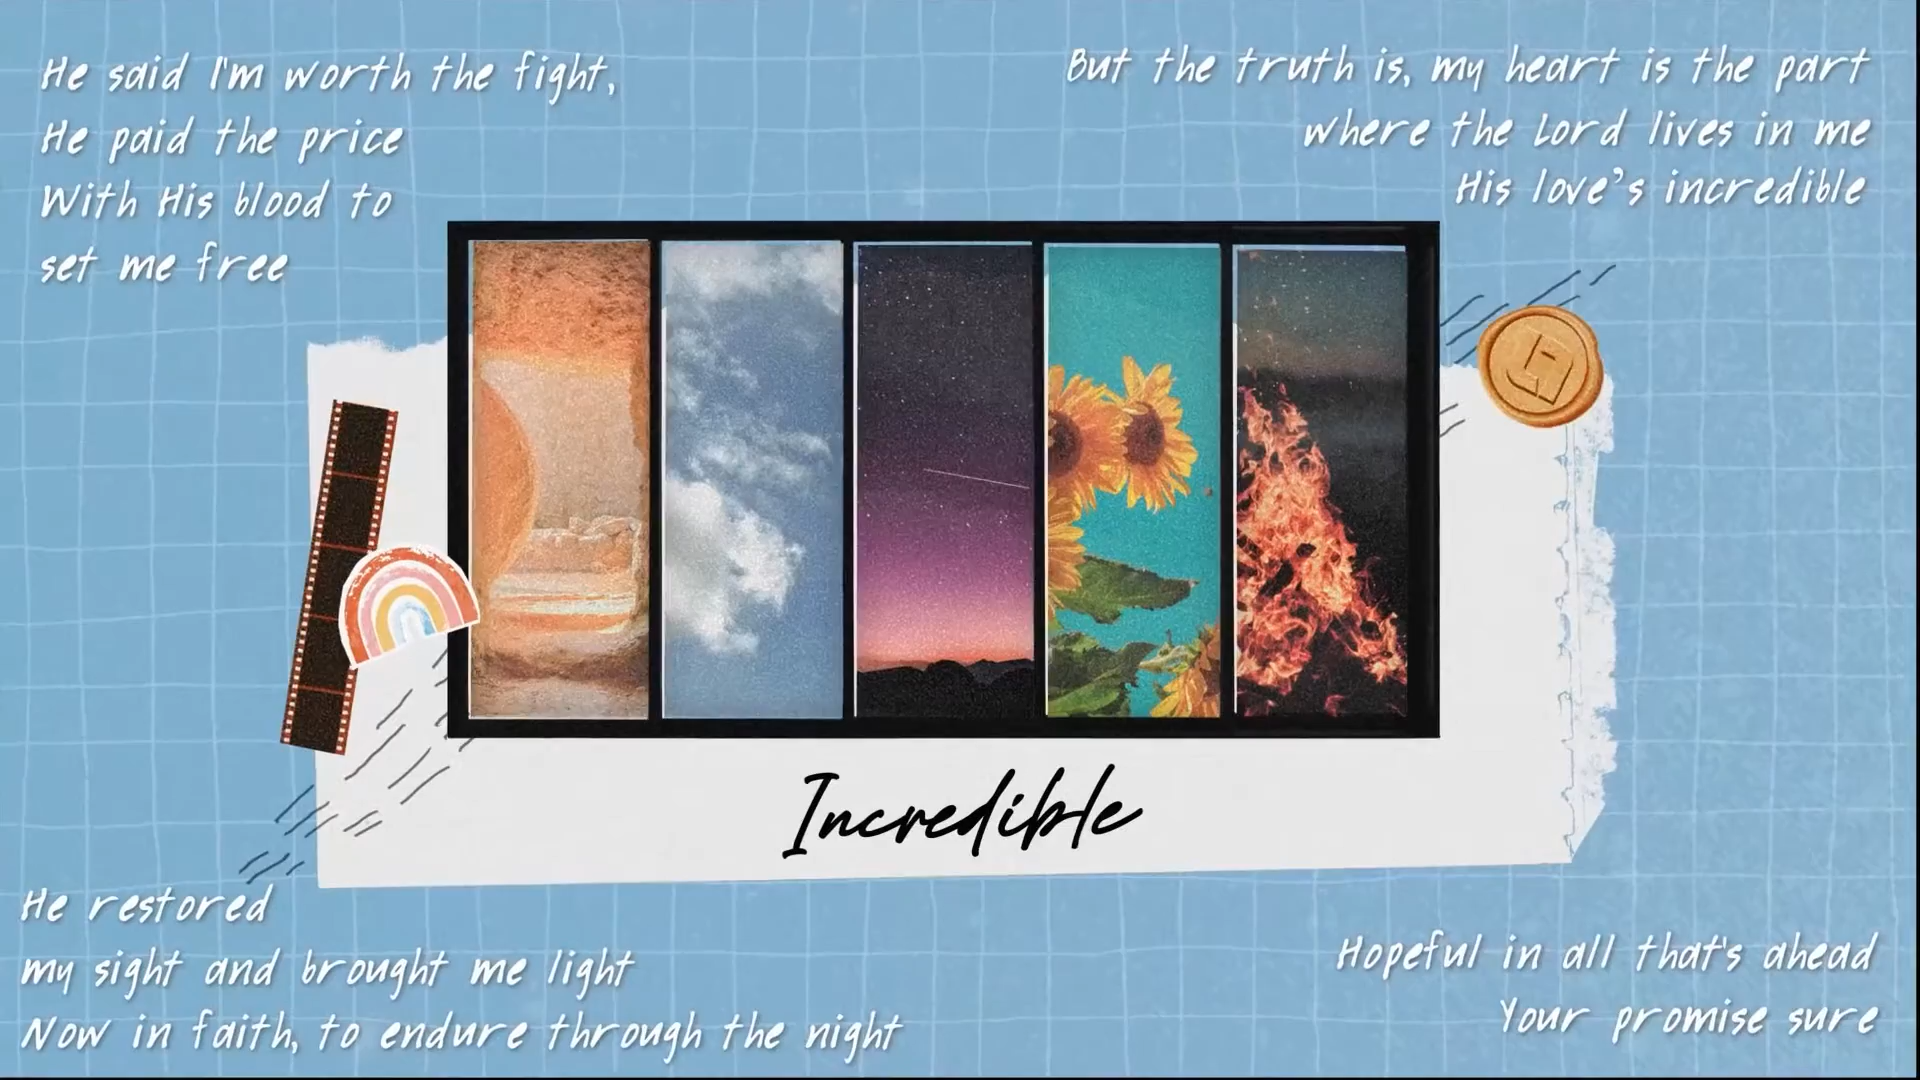 He said I'm worth the fight,
He paid the price
With His blood to
set me free
But the truth is, my heart is the part
where the Lord lives in me
His love's incredible
Incredible
He restored
my sight and brought me light
Now in faith, to endure through the night
Hopeful in all that's ahead
Your promise sure